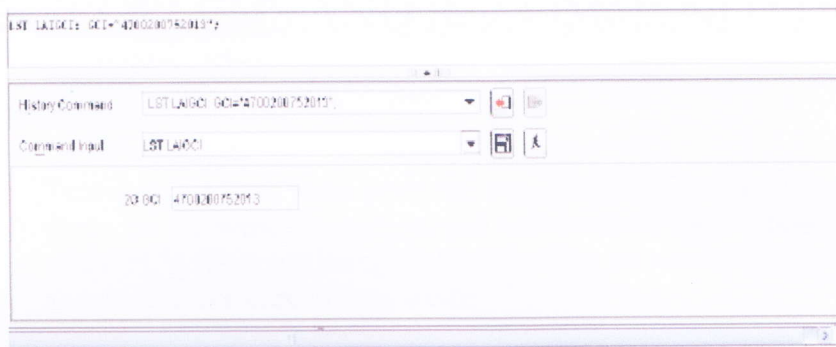 LST LAIGCI: GCI="4700200752013";
History Command LST LAIGCI: GCI="4700200752013";
Command Input LST LAIGCI
2G GCI 4700200752013